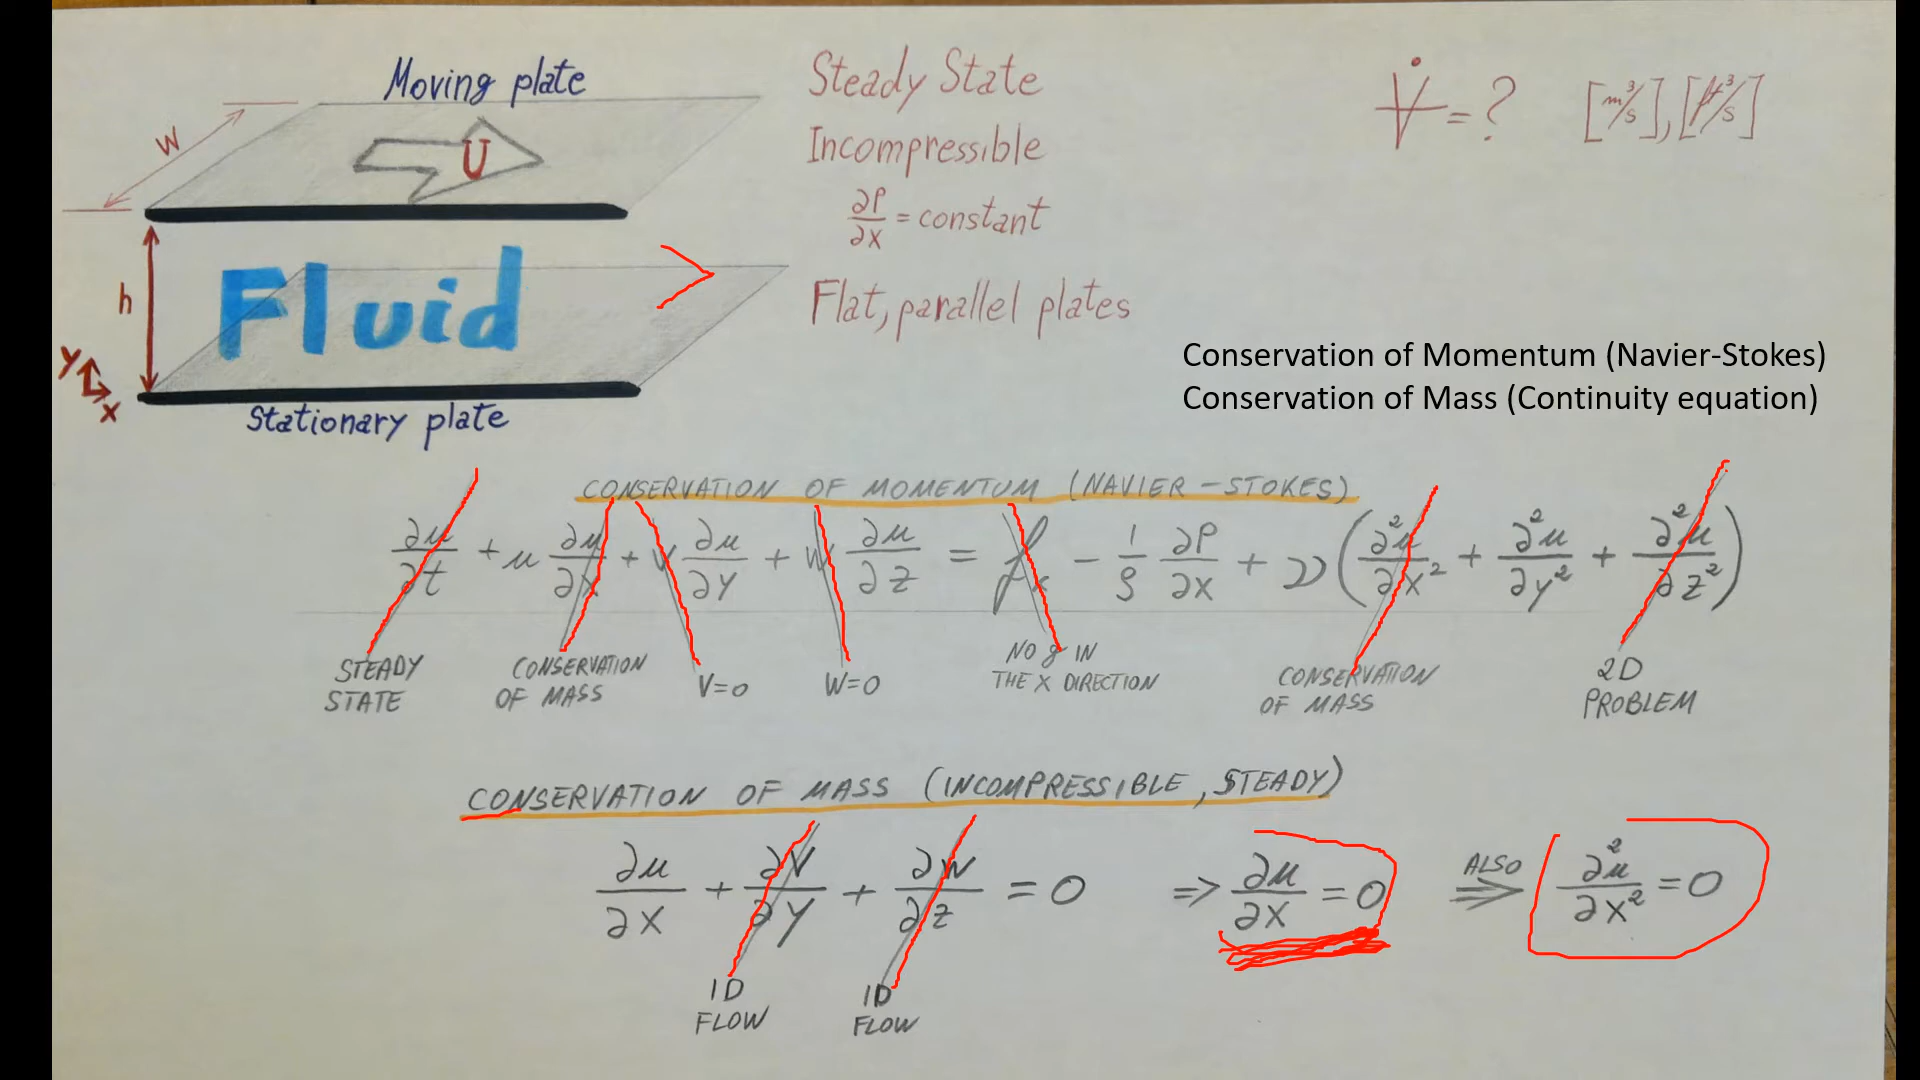 Moving plate
W
U
h
Fluid
Y
X
Stationary plate
Steady State
Incompressible
∂P/∂x = constant
Flat, parallel plates
V̇ = ? [m³/s], [ft³/s]
Conservation of Momentum (Navier-Stokes)
Conservation of Mass (Continuity equation)
CONSERVATION OF MOMENTUM (NAVIER-STOKES)
∂u/∂t + u ∂u/∂x + V ∂u/∂y + W ∂u/∂z = fx - 1/ρ ∂P/∂x + ν(∂²u/∂x² + ∂²u/∂y² + ∂²u/∂z²)
STEADY STATE
CONSERVATION OF MASS
V=0
W=0
NO g IN THE X DIRECTION
CONSERVATION OF MASS
2D PROBLEM
CONSERVATION OF MASS (INCOMPRESSIBLE, STEADY)
∂u/∂x + ∂V/∂y + ∂W/∂z = 0 ⇒ ∂u/∂x = 0 ALSO ⇒ ∂²u/∂x² = 0
1D FLOW
1D FLOW